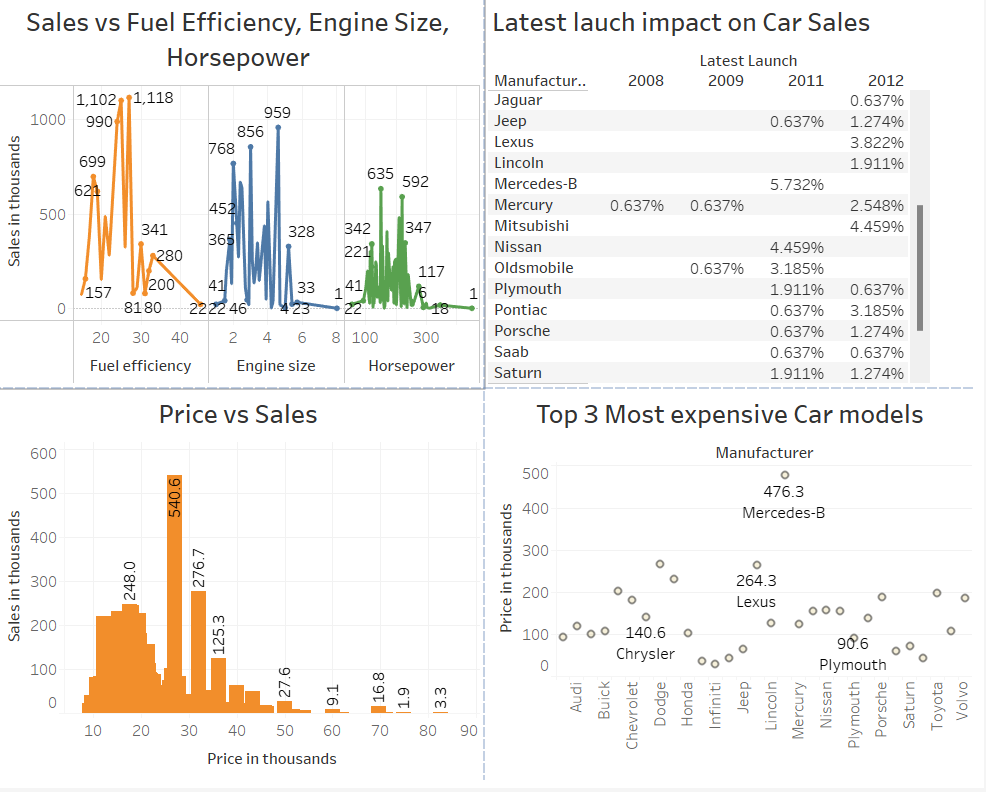 Sales vs Fuel Efficiency, Engine Size,
Horsepower
1,102
1,118
990
699
621
341
280
200
157
81
80
22
959
856
768
452
365
328
41
33
22
46
4
23
1
635
592
342
347
221
117
41
22
6
18
1
1000
500
0
Sales in thousands
20 30 40
2 4 6 8
100 300
Fuel efficiency
Engine size
Horsepower
Latest lauch impact on Car Sales
Latest Launch
Manufactur.. 2008 2009 2011 2012
Jaguar 0.637%
Jeep 0.637% 1.274%
Lexus 3.822%
Lincoln 1.911%
Mercedes-B 5.732%
Mercury 0.637% 0.637% 2.548%
Mitsubishi 4.459%
Nissan 4.459%
Oldsmobile 0.637% 3.185%
Plymouth 1.911% 0.637%
Pontiac 0.637% 3.185%
Porsche 0.637% 1.274%
Saab 0.637% 0.637%
Saturn 1.911% 1.274%
Price vs Sales
600
500
400
300
200
100
0
Sales in thousands
248.0
540.6
276.7
125.3
27.6
9.1
16.8
1.9
3.3
10 20 30 40 50 60 70 80 90
Price in thousands
Top 3 Most expensive Car models
Manufacturer
500
400
300
200
100
0
Price in thousands
476.3
Mercedes-B
264.3
Lexus
140.6
Chrysler
90.6
Plymouth
Audi
Buick
Chevrolet
Dodge
Honda
Infiniti
Jeep
Lincoln
Mercury
Nissan
Plymouth
Porsche
Saturn
Toyota
Volvo